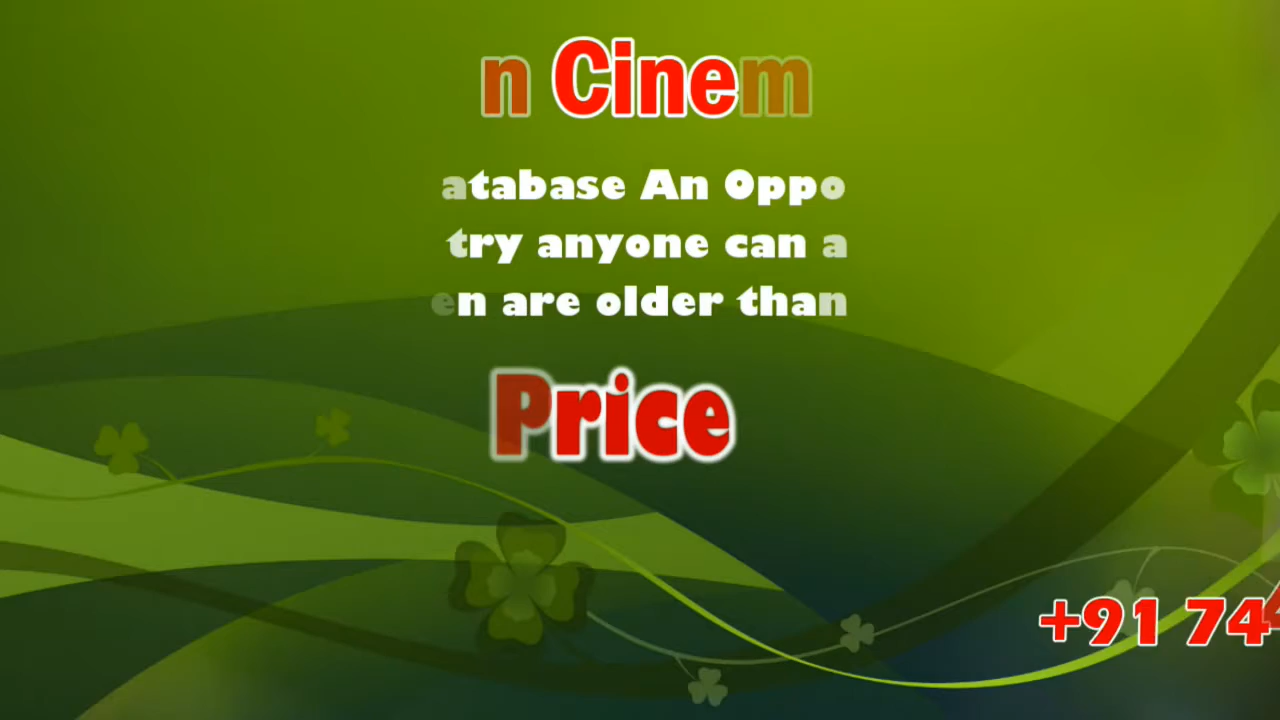 n Cinem
atabase An Oppo
try anyone can a
en are older than
Price
+91 74